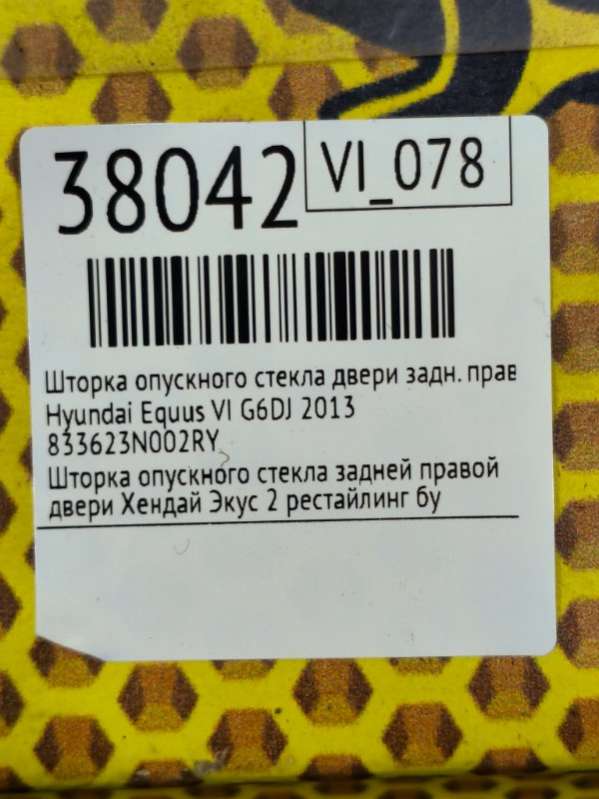 38042
VI_078
Шторка опускного стекла двери задн. прав
Hyundai Equus VI G6DJ 2013
833623N002RY
Шторка опускного стекла задней правой
двери Хендай Экус 2 рестайлинг бу